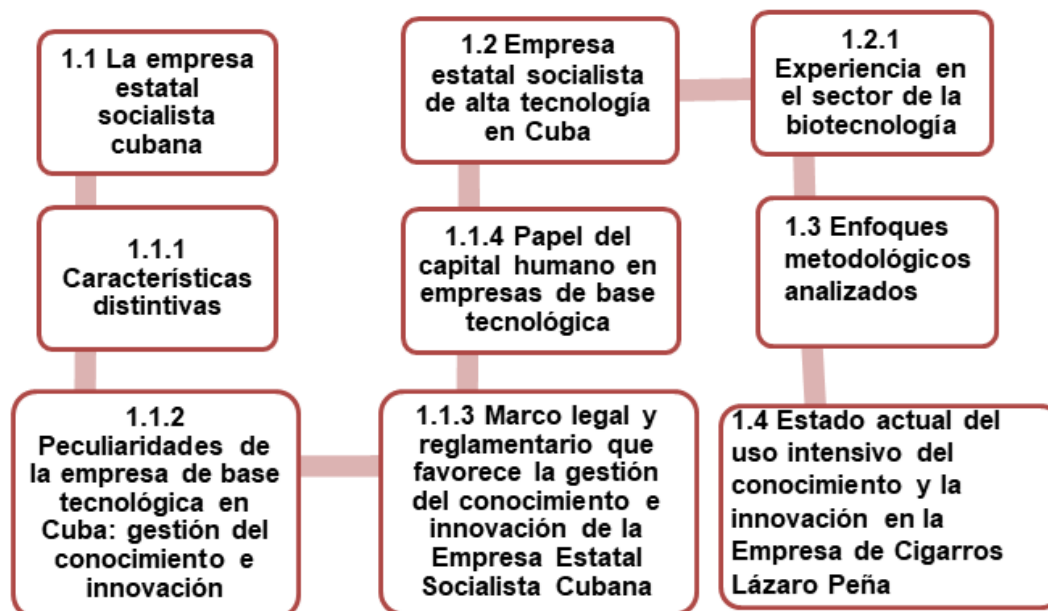 1.1 La empresa
estatal
socialista
cubana
1.1.1
Características
distintivas
1.1.2
Peculiaridades de
la empresa de base
tecnológica en
Cuba: gestión del
conocimiento e
innovación
1.1.3 Marco legal y
reglamentario que
favorece la gestión
del conocimiento e
innovación de la
Empresa Estatal
Socialista Cubana
1.1.4 Papel del
capital humano en
empresas de base
tecnológica
1.2 Empresa
estatal socialista
de alta tecnología
en Cuba
1.2.1
Experiencia en
el sector de la
biotecnología
1.3 Enfoques
metodológicos
analizados
1.4 Estado actual del
uso intensivo del
conocimiento y la
innovación en la
Empresa de Cigarros
Lázaro Peña